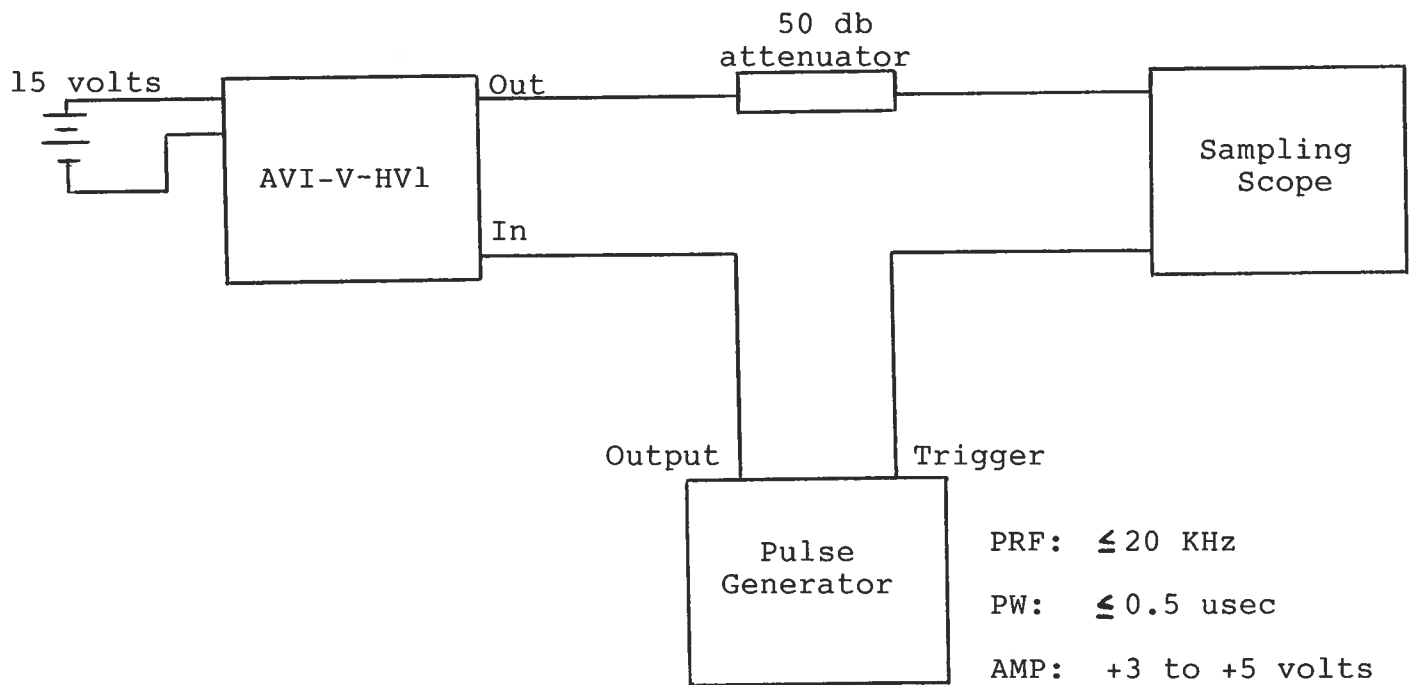 50 db
attenuator
15 volts
Out
AVI-V-HV1
In
Sampling
Scope
Output
Trigger
Pulse
Generator
PRF: ≤20 KHz
PW: ≤0.5 usec
AMP: +3 to +5 volts